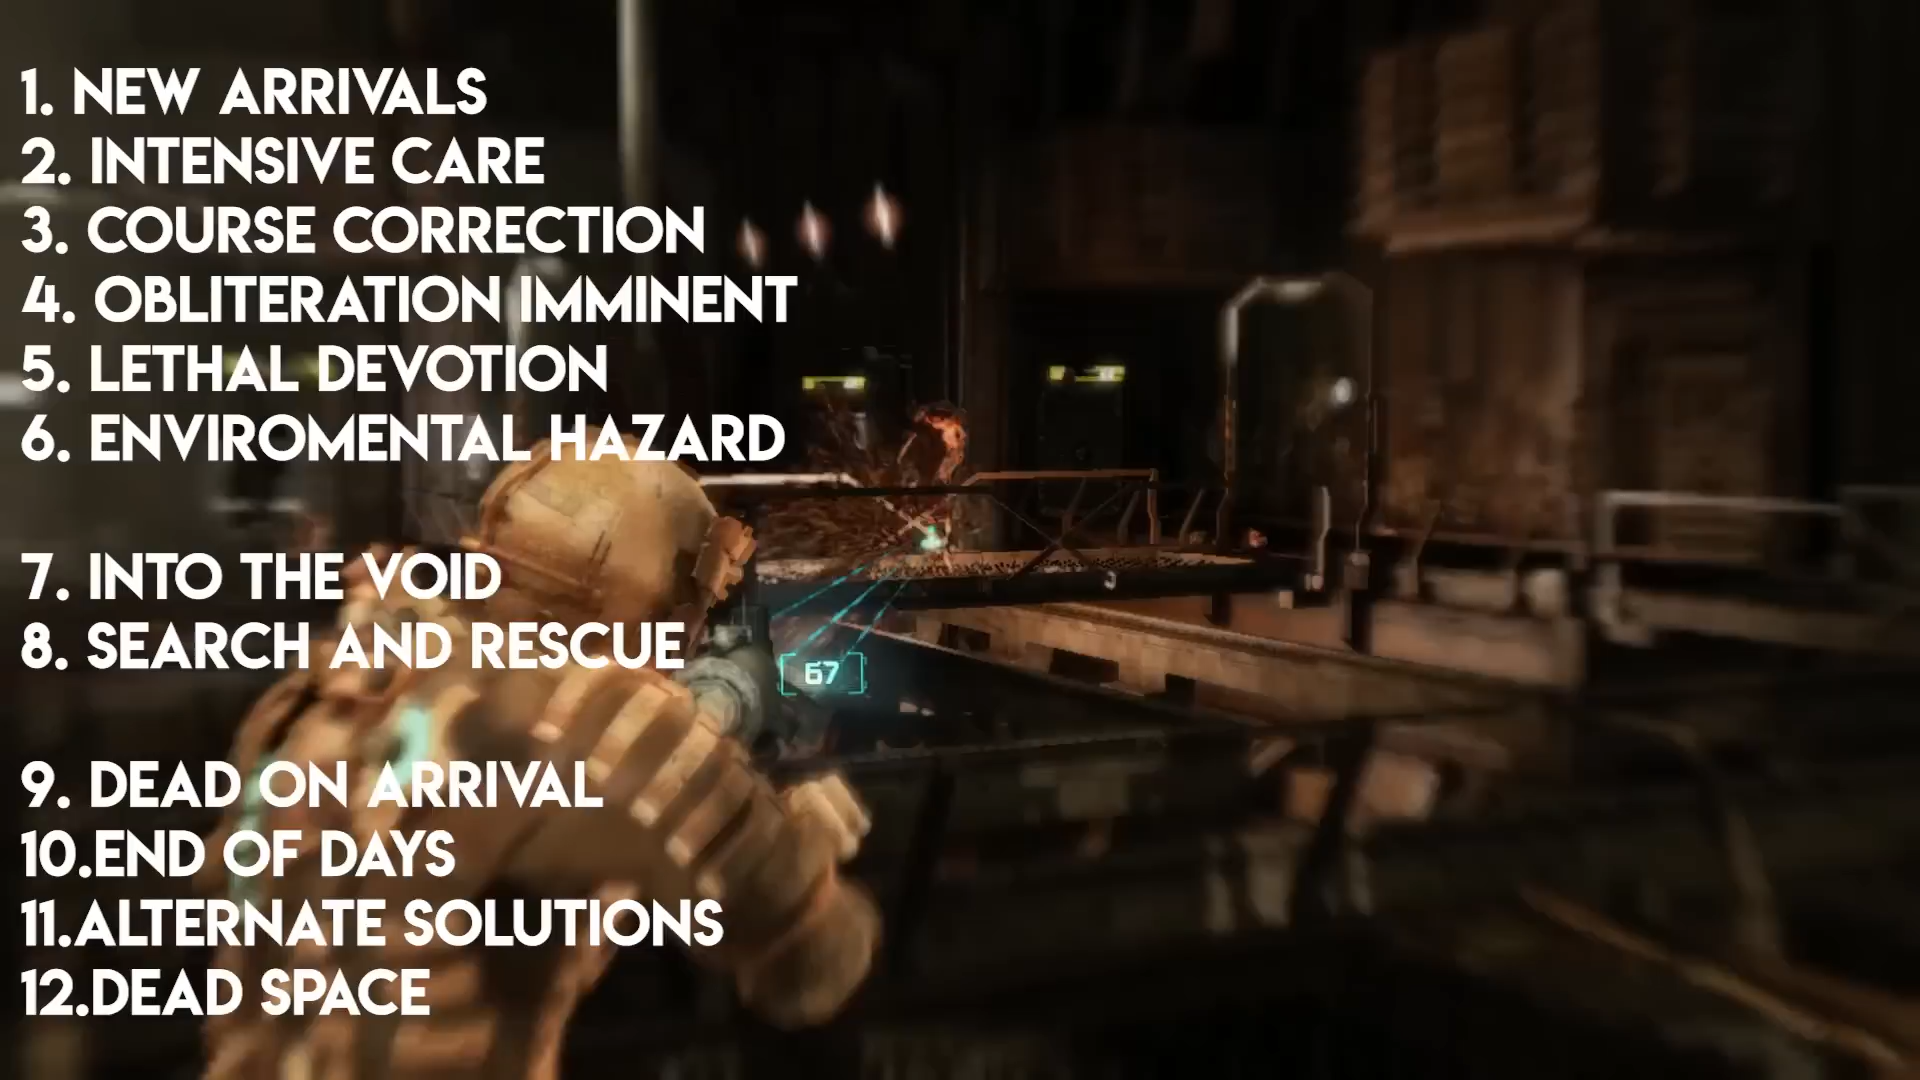 1. NEW ARRIVALS
2. INTENSIVE CARE
3. COURSE CORRECTION
4. OBLITERATION IMMINENT
5. LETHAL DEVOTION
6. ENVIROMENTAL HAZARD
7. INTO THE VOID
8. SEARCH AND RESCUE
67
9. DEAD ON ARRIVAL
10.END OF DAYS
11.ALTERNATE SOLUTIONS
12.DEAD SPACE